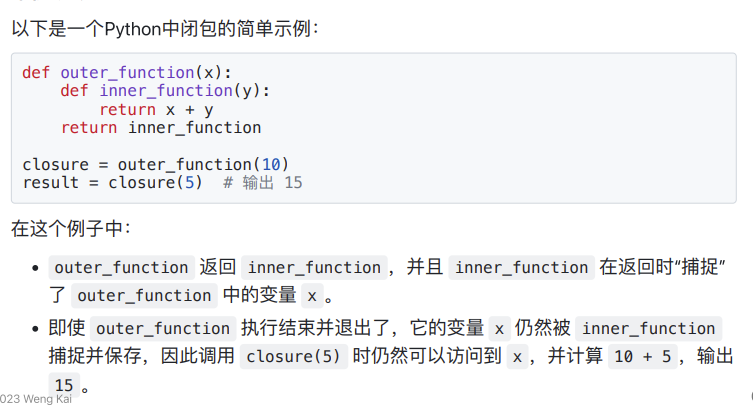 以下是一个Python中闭包的简单示例：
def outer_function(x):
    def inner_function(y):
        return x + y
    return inner_function

closure = outer_function(10)
result = closure(5)  # 输出 15
在这个例子中：
• outer_function 返回 inner_function ，并且 inner_function 在返回时“捕捉”
了 outer_function 中的变量 x 。
• 即使 outer_function 执行结束并退出了，它的变量 x 仍然被 inner_function
捕捉并保存，因此调用 closure(5) 时仍然可以访问到 x ，并计算 10 + 5 ，输出
15 。
023 Weng Kai